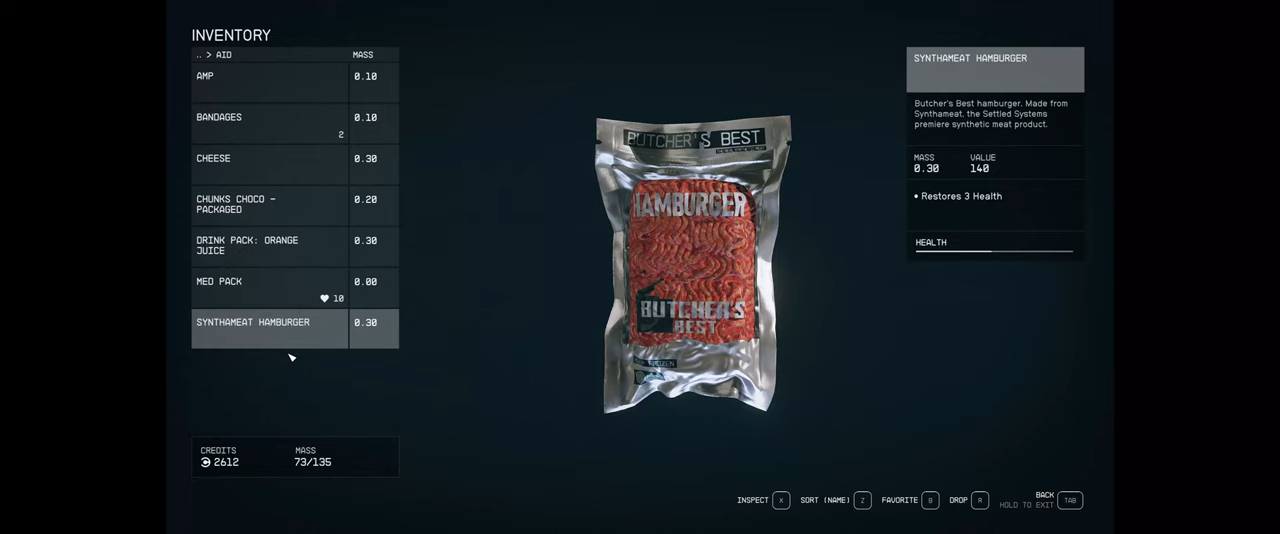 INVENTORY
.. > AID MASS
AMP 0.10
BANDAGES 0.10
2
CHEESE 0.30
CHUNKS CHOCO –
PACKAGED 0.20
DRINK PACK: ORANGE
JUICE 0.30
MED PACK 0.00
10
SYNTHAMEAT HAMBURGER 0.30
CREDITS MASS
2612 73/135
BUTCHER'S BEST
HAMBURGER
BUTCHER'S
BEST
FROZEN
SYNTHAMEAT HAMBURGER
Butcher's Best hamburger. Made from
Synthameat, the Settled Systems
premiere synthetic meat product.
MASS VALUE
0.30 140
• Restores 3 Health
HEALTH
INSPECT X SORT (NAME) Z FAVORITE B DROP R BACK TAB
HOLD TO EXIT